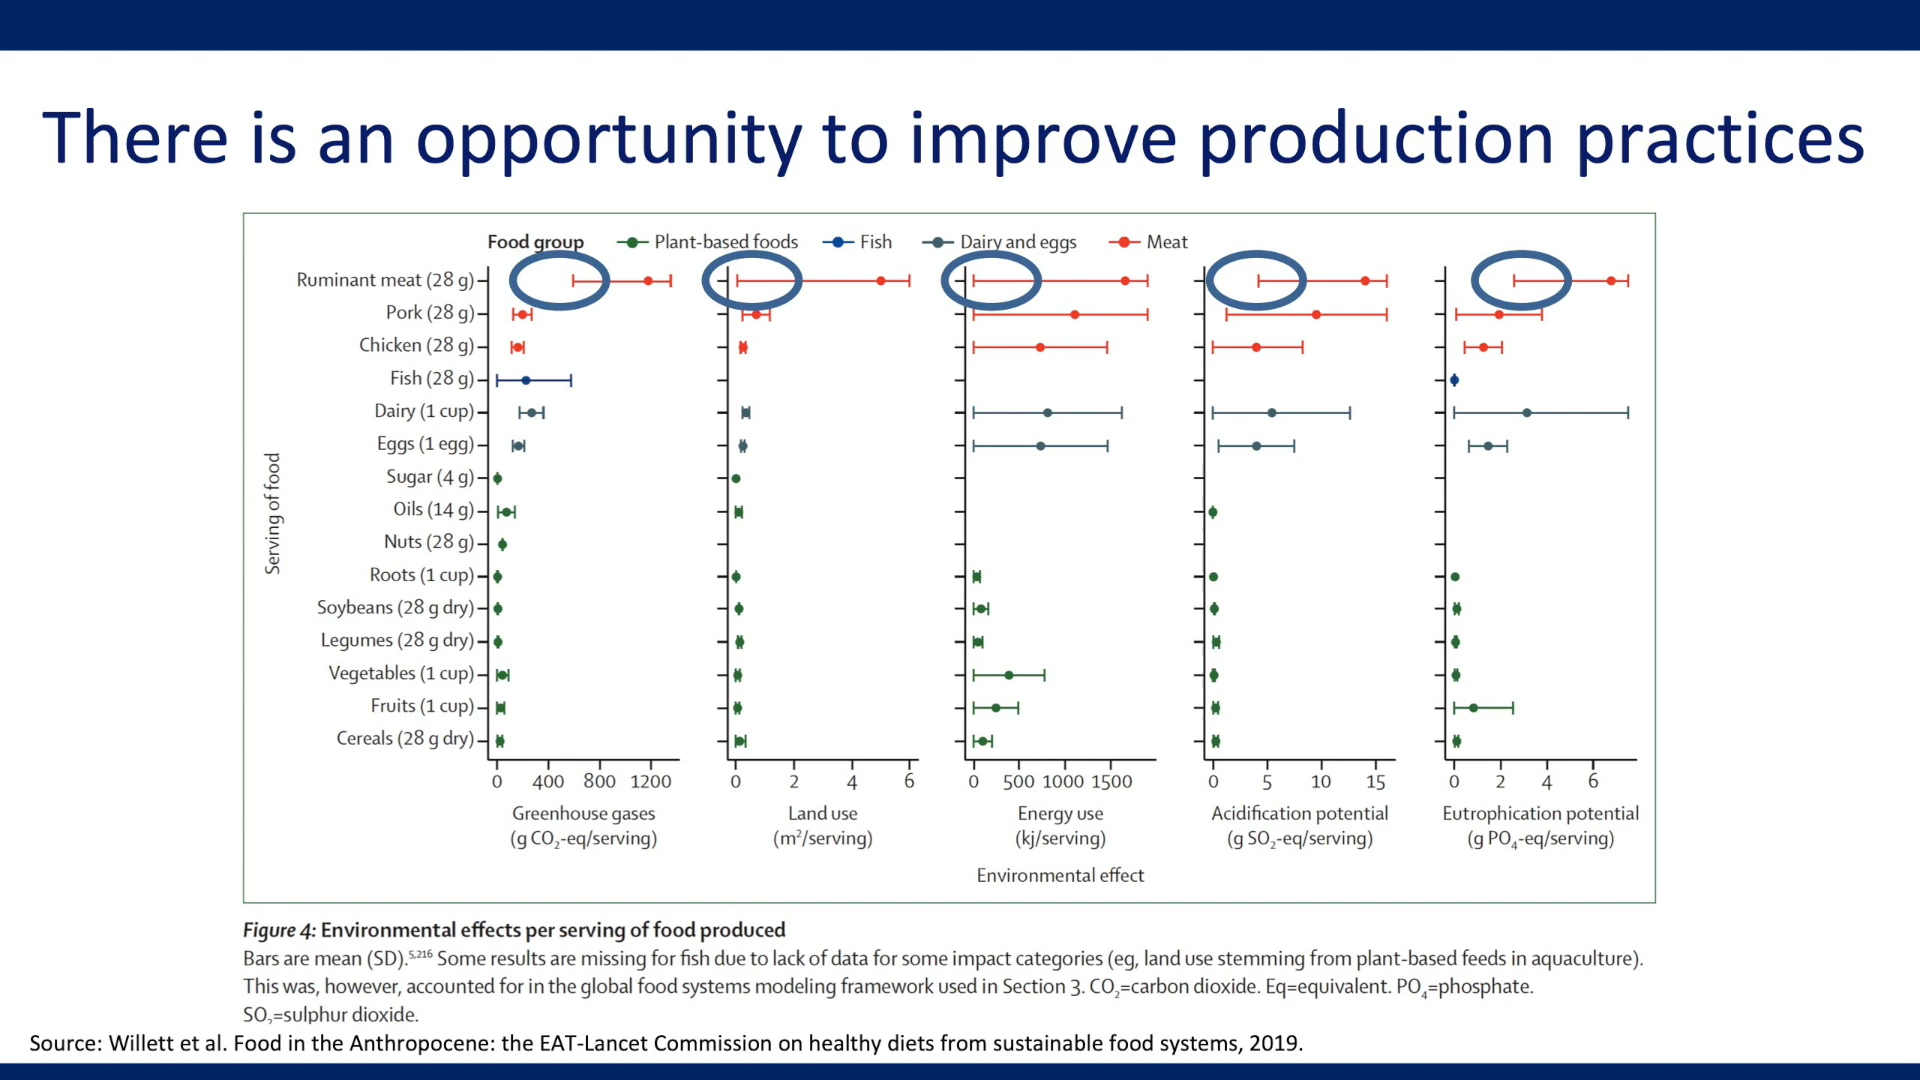 There is an opportunity to improve production practices
Food group Plant-based foods Fish Dairy and eggs Meat
Serving of food
Ruminant meat (28 g)
Pork (28 g)
Chicken (28 g)
Fish (28 g)
Dairy (1 cup)
Eggs (1 egg)
Sugar (4 g)
Oils (14 g)
Nuts (28 g)
Roots (1 cup)
Soybeans (28 g dry)
Legumes (28 g dry)
Vegetables (1 cup)
Fruits (1 cup)
Cereals (28 g dry)
0 400 800 1200
Greenhouse gases
(g CO₂-eq/serving)
0 2 4 6
Land use
(m²/serving)
0 500 1000 1500
Energy use
(kj/serving)
0 5 10 15
Acidification potential
(g SO₂-eq/serving)
0 2 4 6
Eutrophication potential
(g PO₄-eq/serving)
Environmental effect
Figure 4: Environmental effects per serving of food produced
Bars are mean (SD).⁵,²¹⁶ Some results are missing for fish due to lack of data for some impact categories (eg, land use stemming from plant-based feeds in aquaculture).
This was, however, accounted for in the global food systems modeling framework used in Section 3. CO₂=carbon dioxide. Eq=equivalent. PO₄=phosphate.
SO₂=sulphur dioxide.
Source: Willett et al. Food in the Anthropocene: the EAT-Lancet Commission on healthy diets from sustainable food systems, 2019.